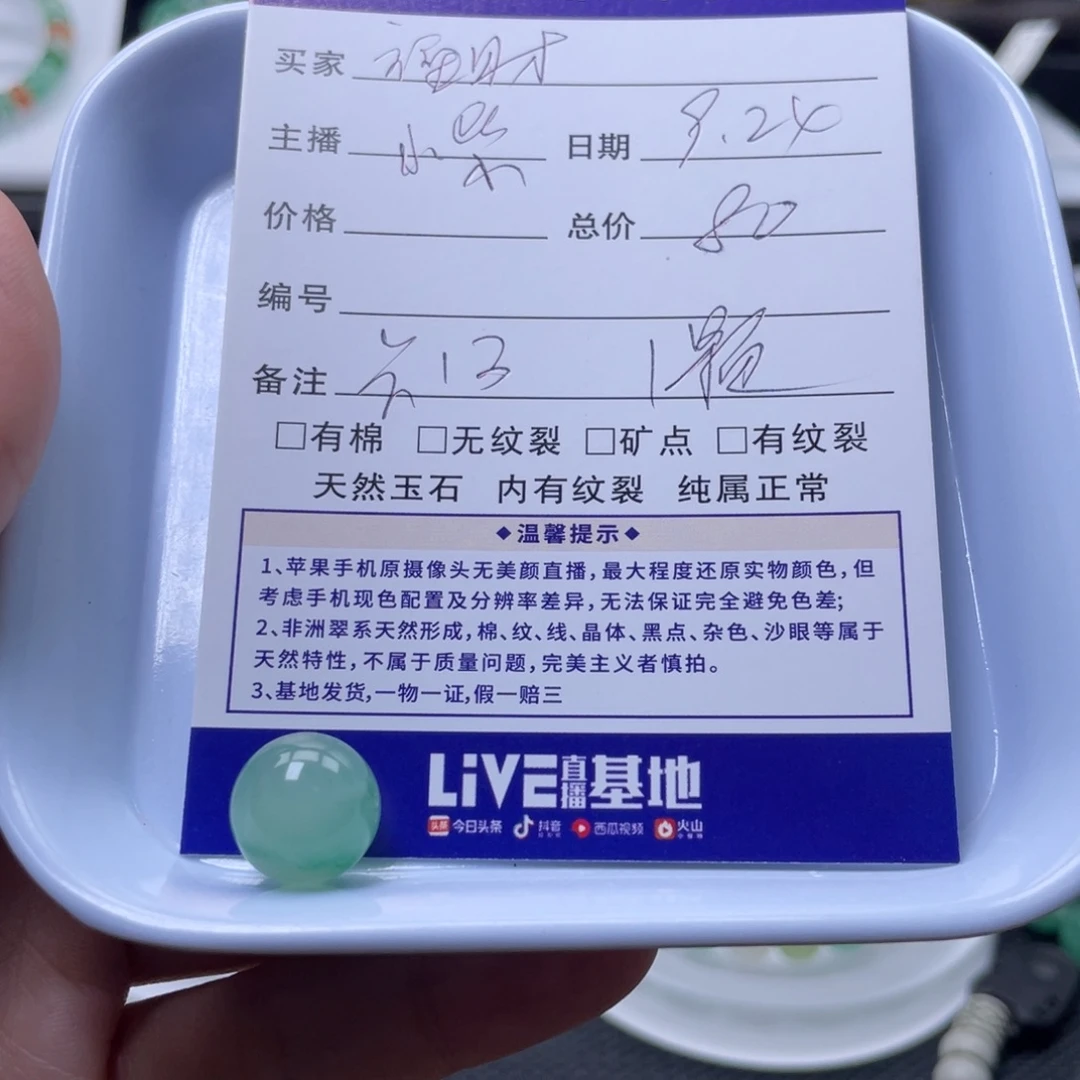 买家
主播 日期 9.24
价格 总价 80
编号
备注 13 1颗
□有棉 □无纹裂 □矿点 □有纹裂
天然玉石 内有纹裂 纯属正常
◆温馨提示◆
1、苹果手机原摄像头无美颜直播,最大程度还原实物颜色,但
考虑手机现色配置及分辨率差异,无法保证完全避免色差;
2、非洲翠系天然形成,棉、纹、线、晶体、黑点、杂色、沙眼等属于
天然特性,不属于质量问题,完美主义者慎拍。
3、基地发货,一物一证,假一赔三
LiVE直播基地
头条 今日头条 抖音 西瓜视频 火山